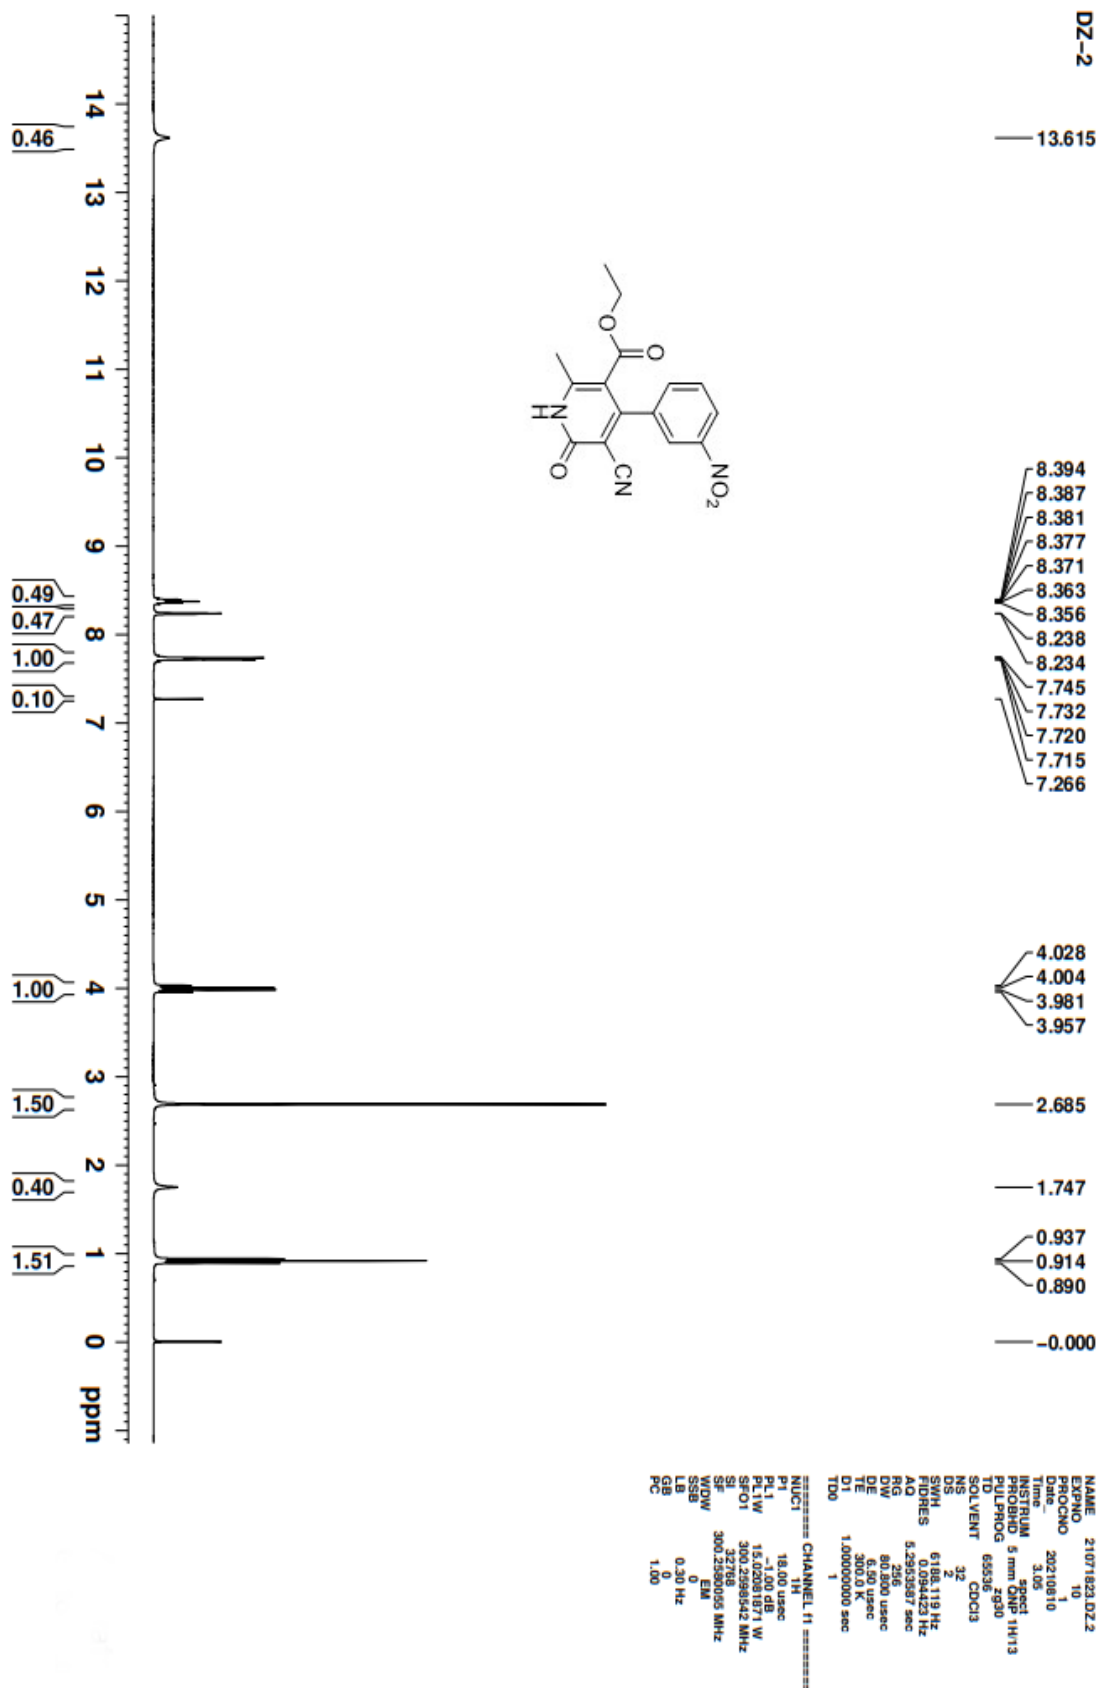 DZ-2
13.615
8.394
8.387
8.381
8.377
8.371
8.363
8.356
8.238
8.234
7.745
7.732
7.720
7.715
7.266
4.028
4.004
3.981
3.957
2.685
1.747
0.937
0.914
0.890
-0.000
O
O
N
H
O
CN
NO2
14 13 12 11 10 9 8 7 6 5 4 3 2 1 0 ppm
0.46
0.49
0.47
1.00
0.10
1.00
1.50
0.40
1.51
NAME 21071823.DZ.2
EXPNO 10
PROCNO 1
Date_ 20210810
Time 3.05
INSTRUM spect
PROBHD 5 mm QNP 1H/13
PULPROG zg30
TD 65536
SOLVENT CDCl3
NS 32
DS 2
SWH 6188.119 Hz
FIDRES 0.094423 Hz
AQ 5.2953587 sec
RG 256
DW 80.800 usec
DE 6.50 usec
TE 300.0 K
D1 1.00000000 sec
TD0 1
======== CHANNEL f1 ========
NUC1 1H
P1 18.00 usec
PL1 -1.00 dB
PL1W 15.02081871 W
SFO1 300.2598542 MHz
SI 32768
SF 300.2580055 MHz
WDW EM
SSB 0
LB 0.30 Hz
GB 0
PC 1.00